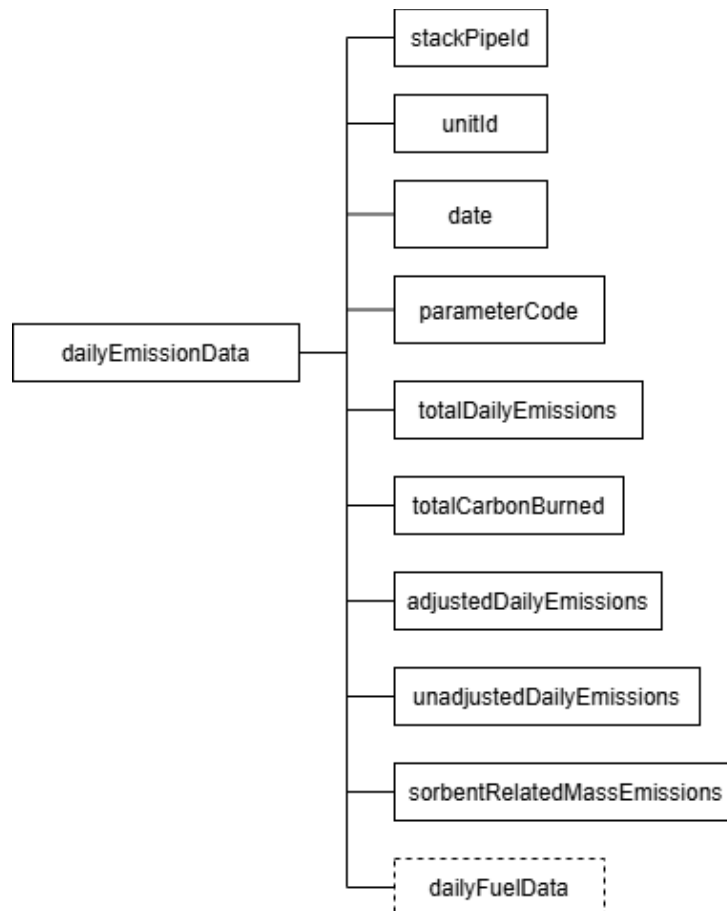 stackPipeId
unitId
date
parameterCode
dailyEmissionData
totalDailyEmissions
totalCarbonBurned
adjustedDailyEmissions
unadjustedDailyEmissions
sorbentRelatedMassEmissions
dailyFuelData